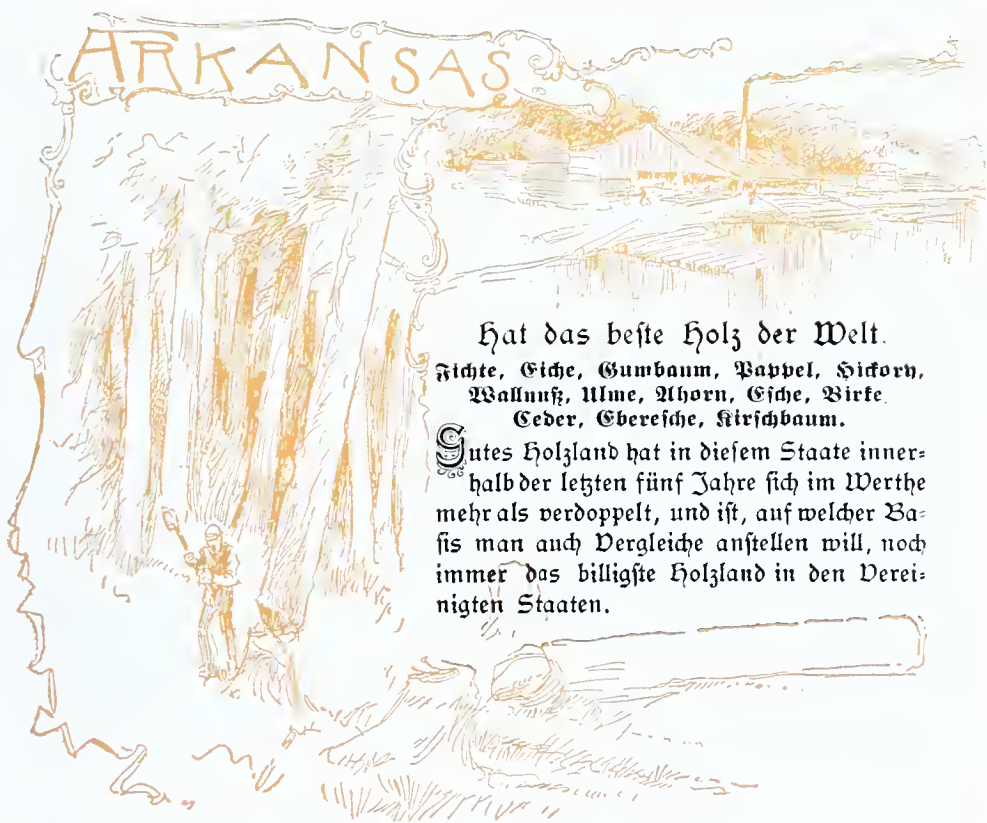 ARKANSAS
Hat das beste Holz der Welt.
Fichte, Eiche, Gumbaum, Pappel, Hickory,
Wallnuß, Ulme, Ahorn, Esche, Birke
Ceder, Eberesche, Kirschbaum.
Gutes Holzland hat in diesem Staate inner-
halb der letzten fünf Jahre sich im Werthe
mehr als verdoppelt, und ist, auf welcher Ba-
sis man auch Vergleiche anstellen will, noch
immer das billigste Holzland in den Verei-
nigten Staaten.